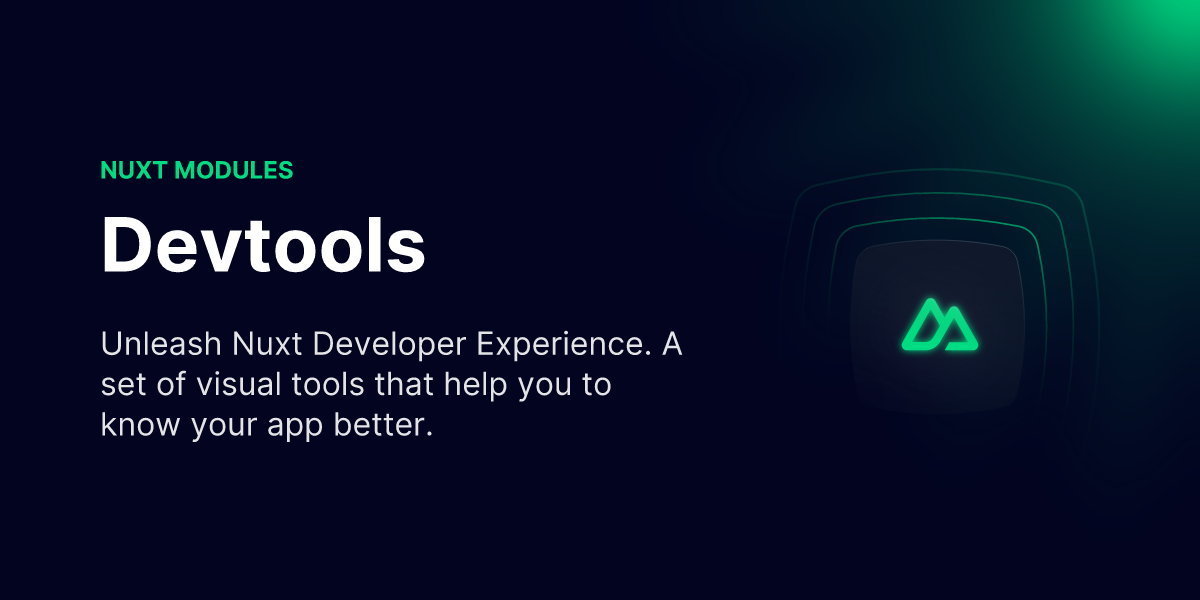 NUXT MODULES
Devtools
Unleash Nuxt Developer Experience. A
set of visual tools that help you to
know your app better.